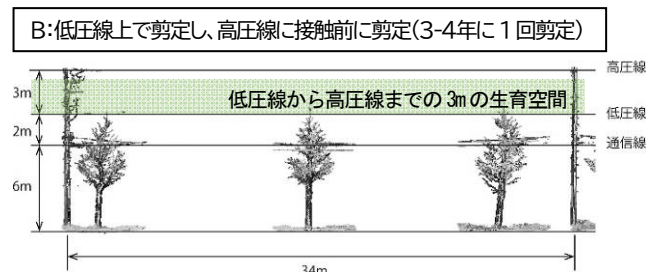 B:低圧線上で剪定し、高圧線に接触前に剪定(3-4年に1回剪定)
高圧線
3m
低圧線から高圧線までの3mの生育空間
低圧線
2m
通信線
6m
34m